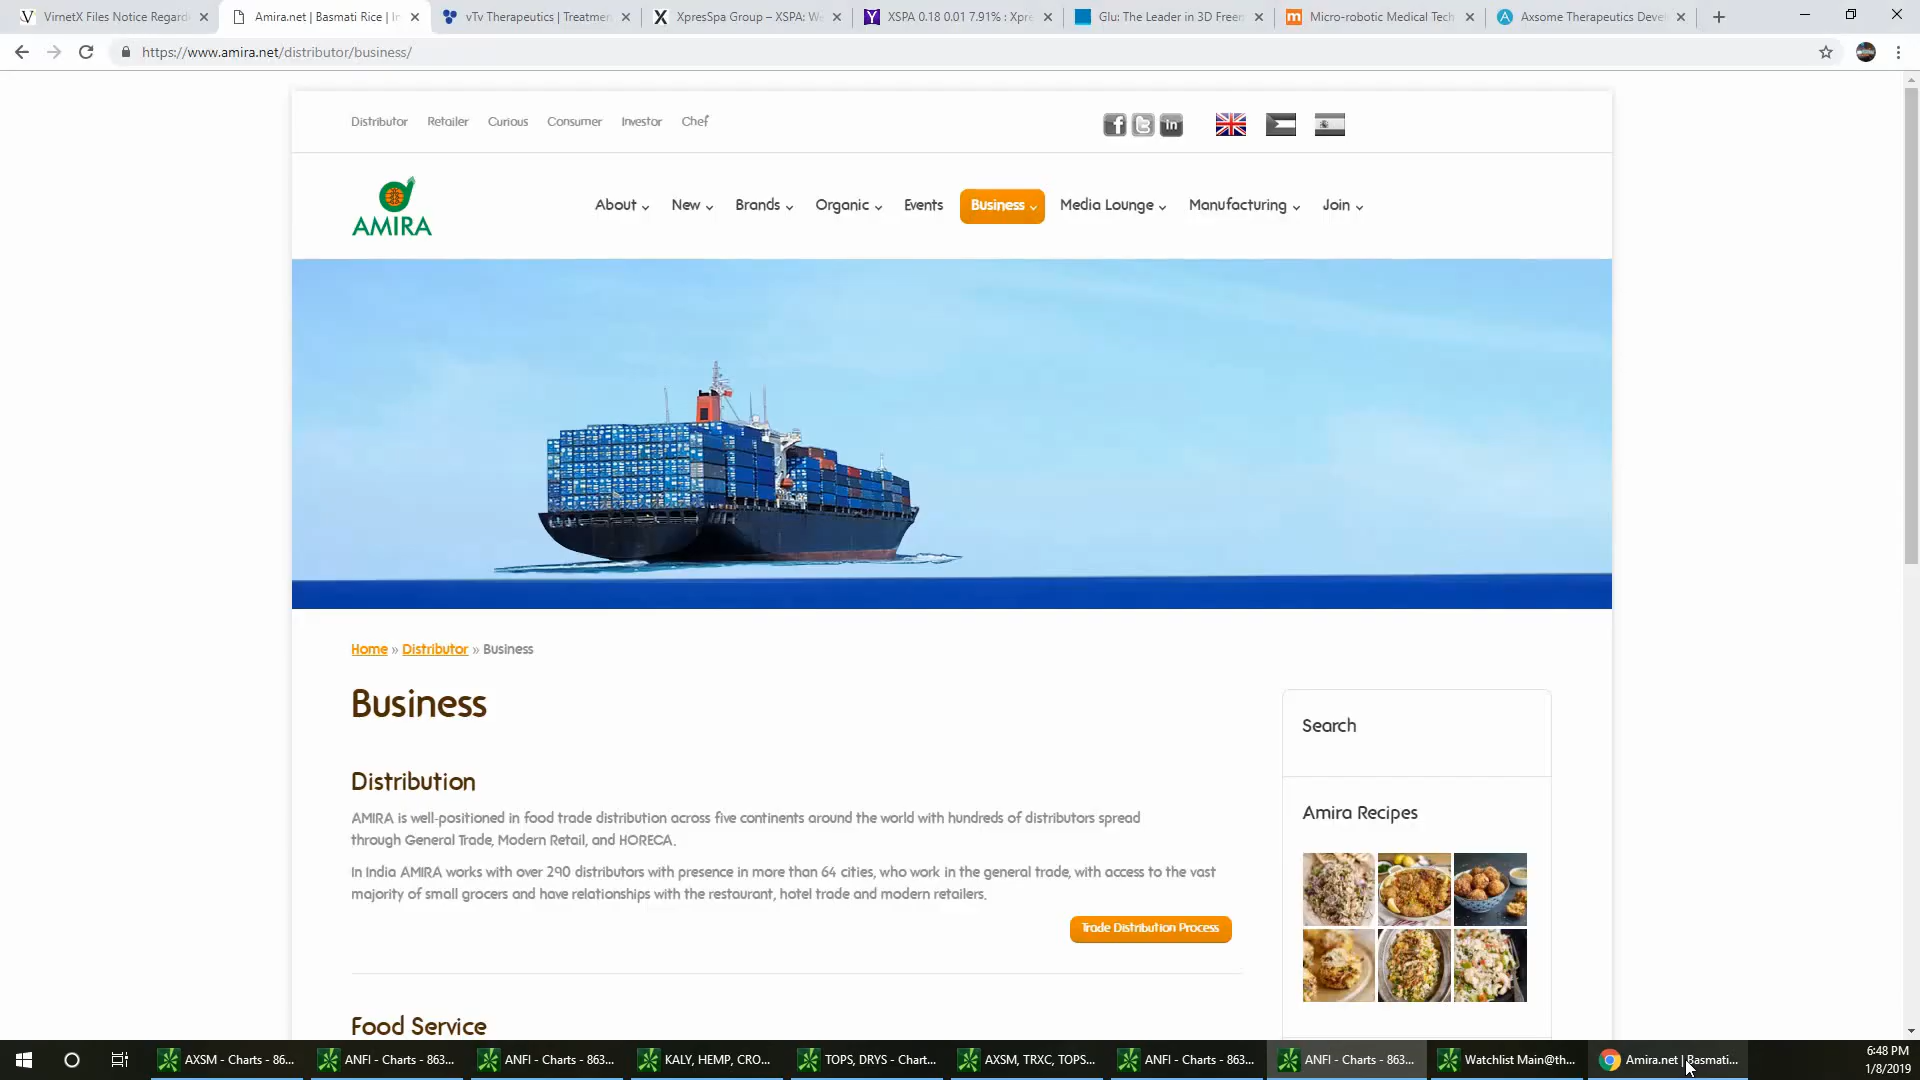 VirnetX Files Notice Regard
Amira.net | Basmati Rice | In
vTv Therapeutics | Treatmen
XpresSpa Group – XSPA: We
XSPA 0.18 0.01 7.91% : Xpre
Glu: The Leader in 3D Freem
Micro-robotic Medical Tech
Axsome Therapeutics Devel
https://www.amira.net/distributor/business/
Distributor Retailer Curious Consumer Investor Chef
AMIRA
About New Brands Organic Events Business Media Lounge Manufacturing Join
Home » Distributor » Business
Business
Distribution
AMIRA is well-positioned in food trade distribution across five continents around the world with hundreds of distributors spread
through General Trade, Modern Retail, and HORECA.
In India AMIRA works with over 290 distributors with presence in more than 64 cities, who work in the general trade, with access to the vast
majority of small grocers and have relationships with the restaurant, hotel trade and modern retailers.
Trade Distribution Process
Food Service
Search
Amira Recipes
AXSM - Charts - 86...
ANFI - Charts - 863...
ANFI - Charts - 863...
KALY, HEMP, CRO...
TOPS, DRYS - Chart...
AXSM, TRXC, TOPS...
ANFI - Charts - 863...
ANFI - Charts - 863...
Watchlist Main@th...
Amira.net | Basmati...
6:48 PM
1/8/2019